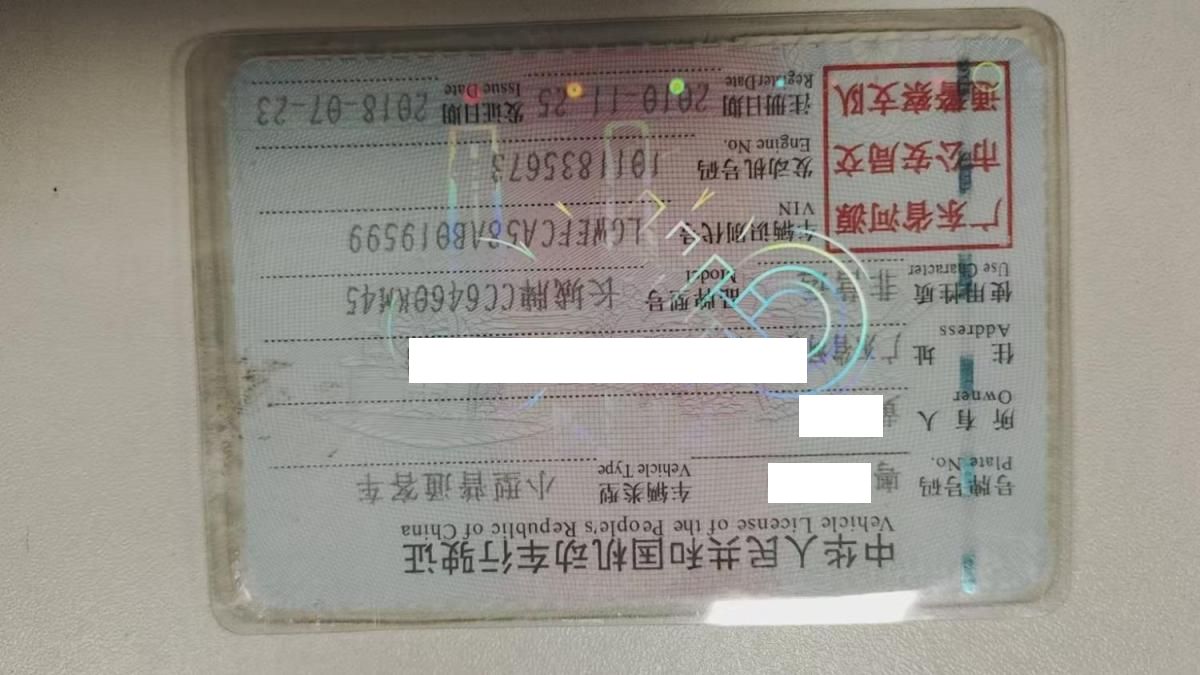 中华人民共和国机动车行驶证
Vehicle License of the People's Republic of China
号牌号码 粤 车辆类型 小型普通客车
Plate No. Vehicle Type
所有人
Owner
住址 广东省
Address
使用性质 非营运 品牌型号 长城牌CC6460KM45
Use Character Model
广东省河源
市公安局交
通警察支队
车辆识别代号 LGWEFCA58AB019599
VIN
发动机号码 1011835673
Engine No.
注册日期 2010-11-25 发证日期 2018-07-23
Register Date Issue Date